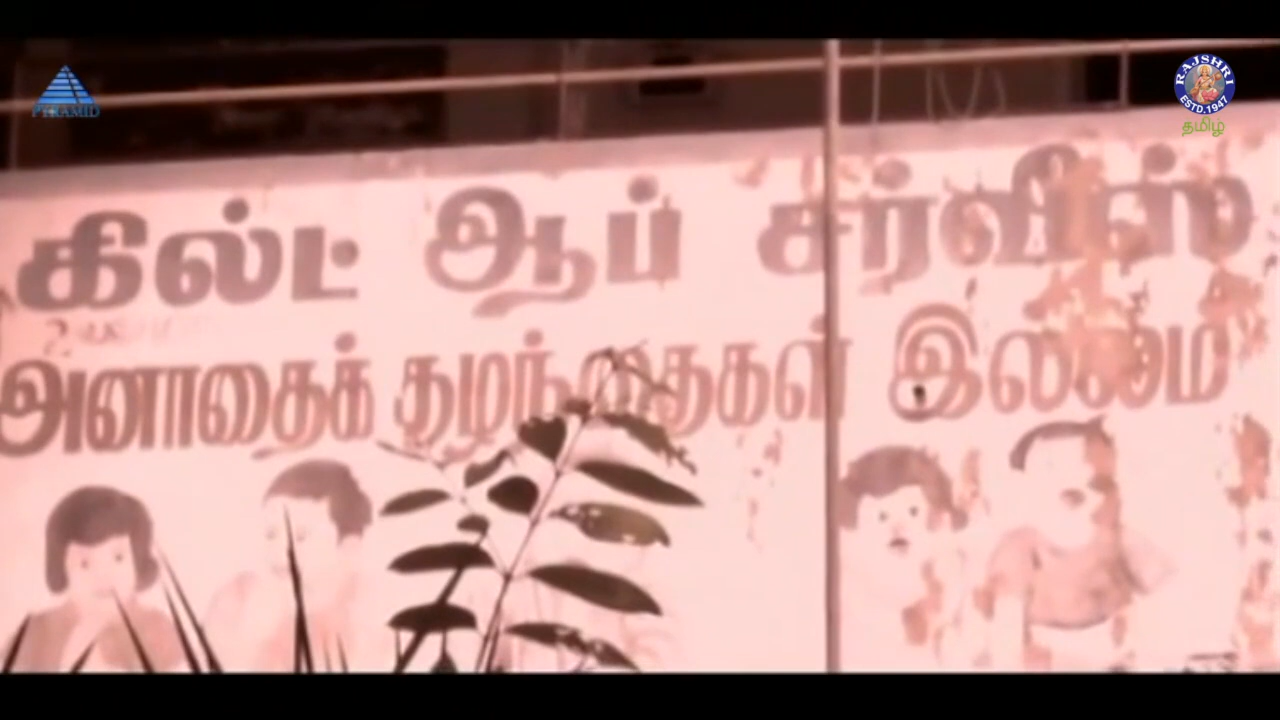 PYRAMID
RAJSHRI
ESTD.1947
தமிழ்
கில்ட் ஆப் சர்வீஸ்
அனாதைக் குழந்தைகள் இல்லம்